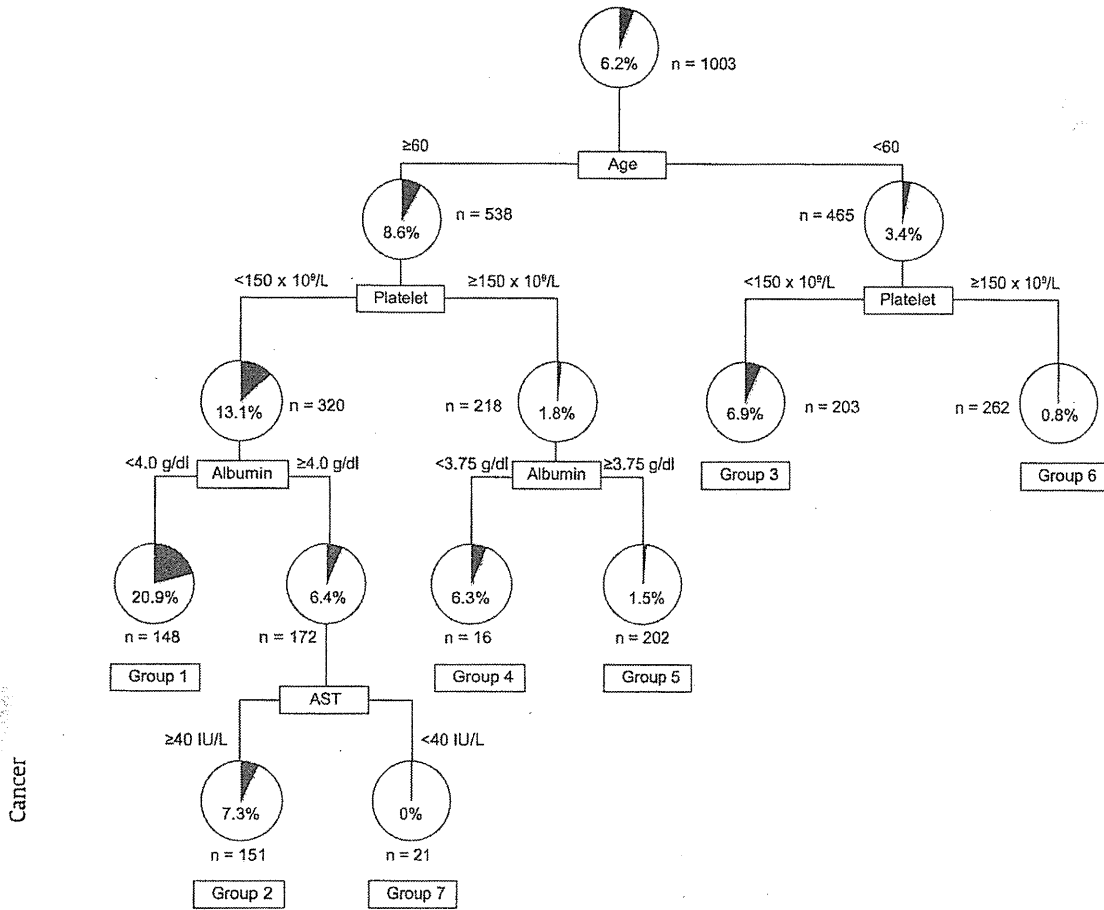 6.2%
n = 1003
≥60
Age
<60
8.6%
n = 538
n = 465
3.4%
<150 x 10⁹/L
Platelet
≥150 x 10⁹/L
<150 x 10⁹/L
Platelet
≥150 x 10⁹/L
13.1%
n = 320
n = 218
1.8%
6.9%
n = 203
n = 262
0.8%
<4.0 g/dl
Albumin
≥4.0 g/dl
<3.75 g/dl
Albumin
≥3.75 g/dl
Group 3
Group 6
20.9%
6.4%
6.3%
1.5%
n = 148
n = 172
n = 16
n = 202
Group 1
Group 4
Group 5
AST
≥40 IU/L
<40 IU/L
7.3%
0%
n = 151
n = 21
Group 2
Group 7
Cancer